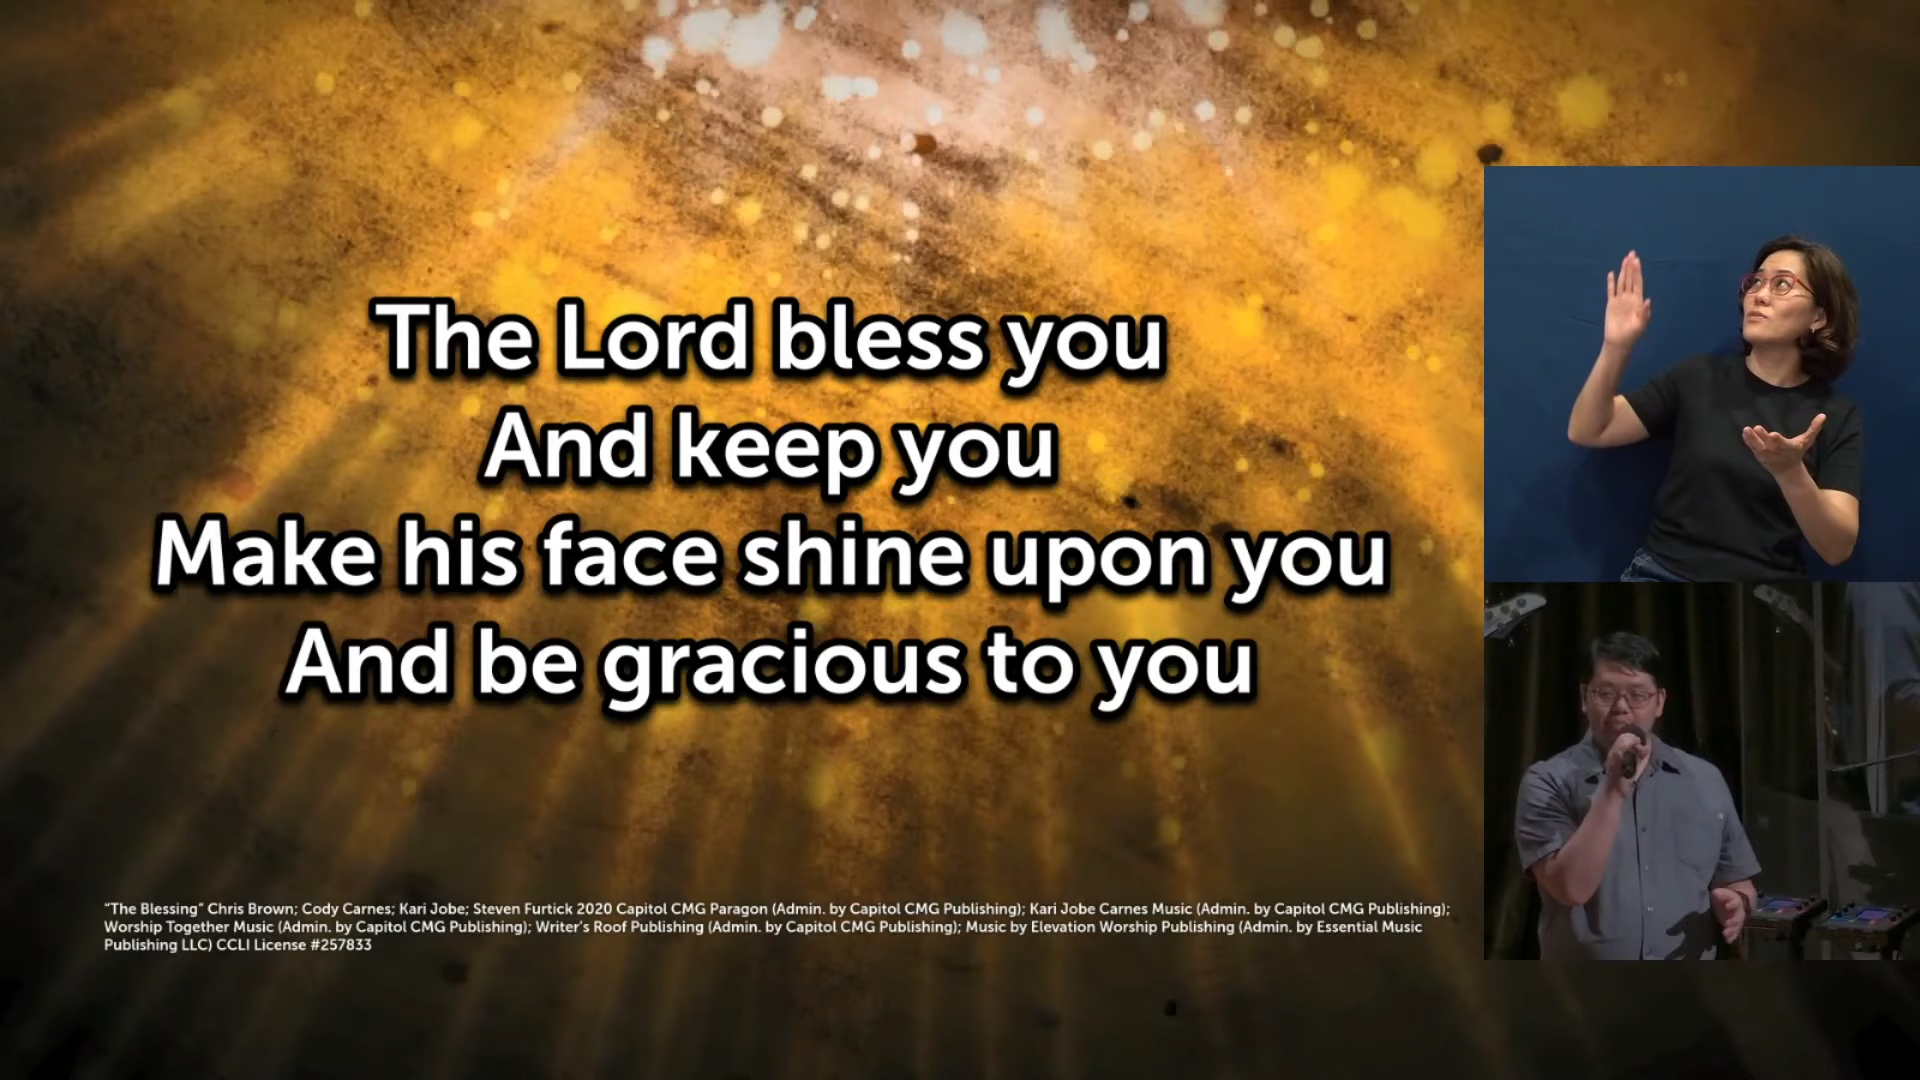 The Lord bless you
And keep you
Make his face shine upon you
And be gracious to you
"The Blessing" Chris Brown; Cody Carnes; Kari Jobe; Steven Furtick 2020 Capitol CMG Paragon (Admin. by Capitol CMG Publishing); Kari Jobe Carnes Music (Admin. by Capitol CMG Publishing);
Worship Together Music (Admin. by Capitol CMG Publishing); Writer's Roof Publishing (Admin. by Capitol CMG Publishing); Music by Elevation Worship Publishing (Admin. by Essential Music
Publishing LLC) CCLI License #257833